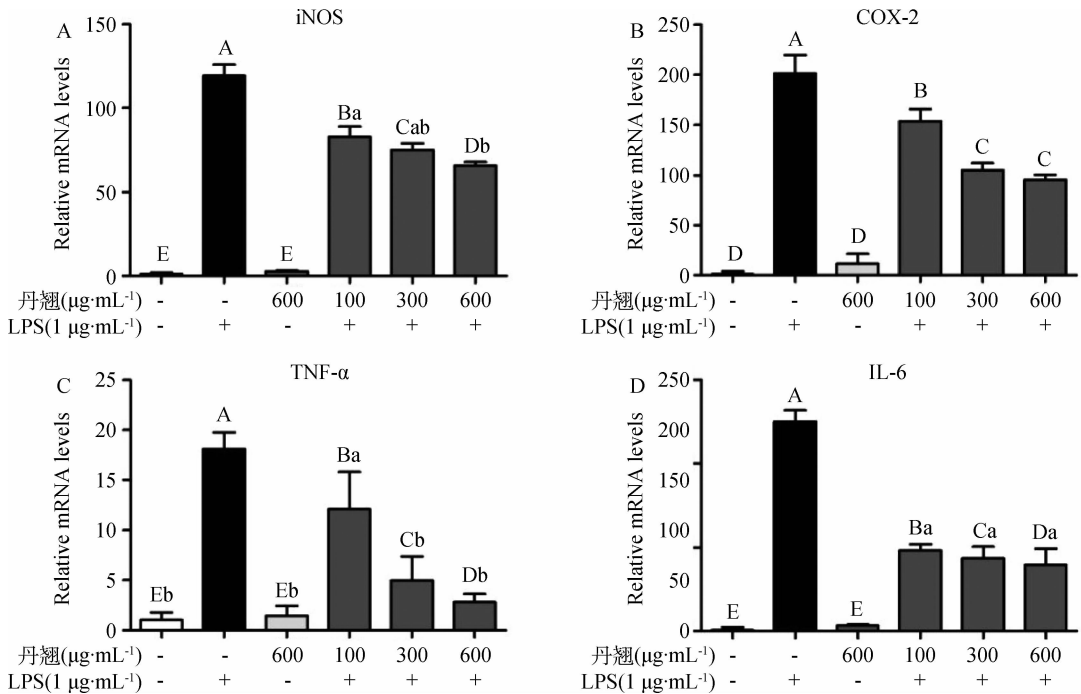 A
iNOS
Relative mRNA levels
150
100
50
0
E
A
E
Ba
Cab
Db
丹翘(μg·mL⁻¹) - - 600 100 300 600
LPS(1 μg·mL⁻¹) - + - + + +
B
COX-2
Relative mRNA levels
250
200
150
100
50
0
D
A
D
B
C
C
丹翘(μg·mL⁻¹) - - 600 100 300 600
LPS(1 μg·mL⁻¹) - + - + + +
C
TNF-α
Relative mRNA levels
25
20
15
10
5
0
Eb
A
Eb
Ba
Cb
Db
丹翘(μg·mL⁻¹) - - 600 100 300 600
LPS(1 μg·mL⁻¹) - + - + + +
D
IL-6
Relative mRNA levels
250
200
100
50
0
E
A
E
Ba
Ca
Da
丹翘(μg·mL⁻¹) - - 600 100 300 600
LPS(1 μg·mL⁻¹) - + - + + +